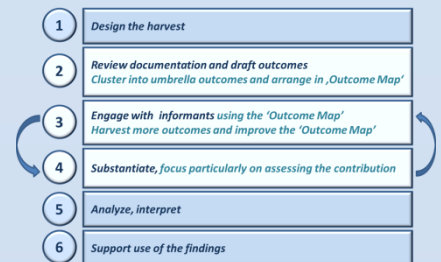 1 Design the harvest
2 Review documentation and draft outcomes
Cluster into umbrella outcomes and arrange in ‚Outcome Map‘
3 Engage with informants using the ‘Outcome Map’
Harvest more outcomes and improve the ‘Outcome Map’
4 Substantiate, focus particularly on assessing the contribution
5 Analyze, interpret
6 Support use of the findings